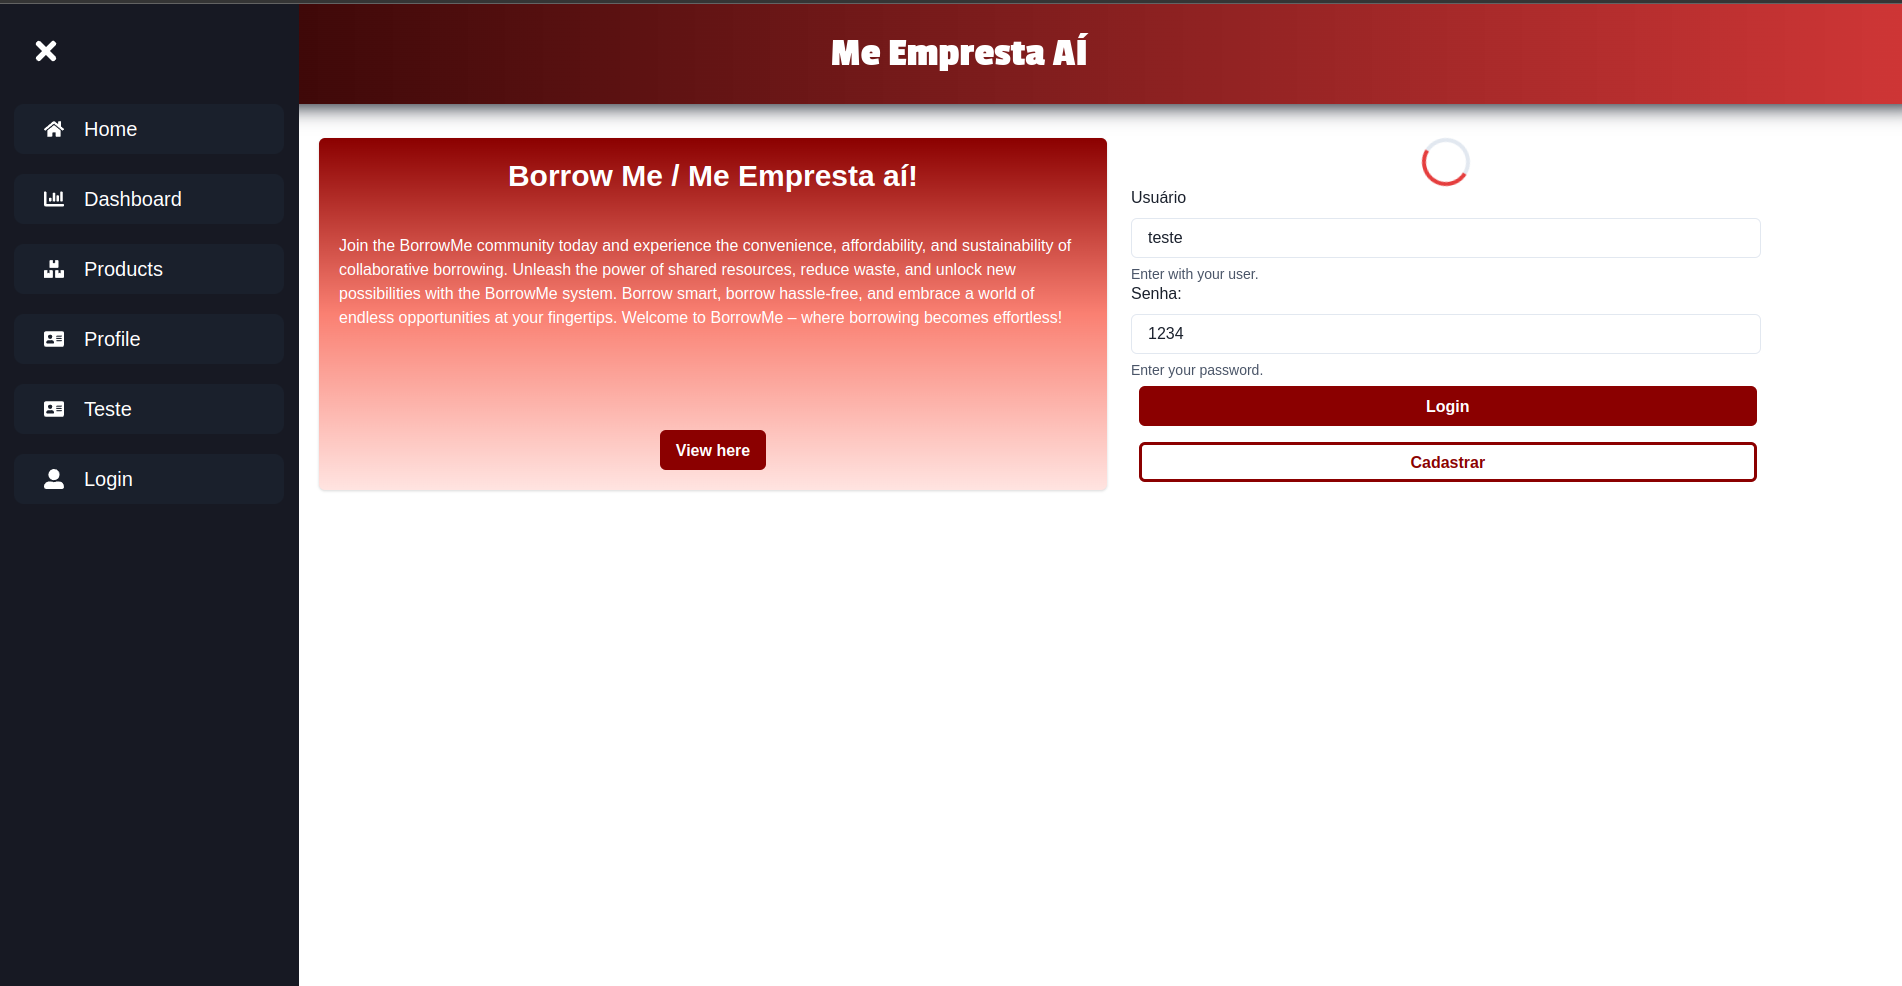 Me Empresta AÍ
Home
Dashboard
Products
Profile
Teste
Login
Borrow Me / Me Empresta aí!
Join the BorrowMe community today and experience the convenience, affordability, and sustainability of
collaborative borrowing. Unleash the power of shared resources, reduce waste, and unlock new
possibilities with the BorrowMe system. Borrow smart, borrow hassle-free, and embrace a world of
endless opportunities at your fingertips. Welcome to BorrowMe – where borrowing becomes effortless!
View here
Usuário
teste
Enter with your user.
Senha:
1234
Enter your password.
Login
Cadastrar